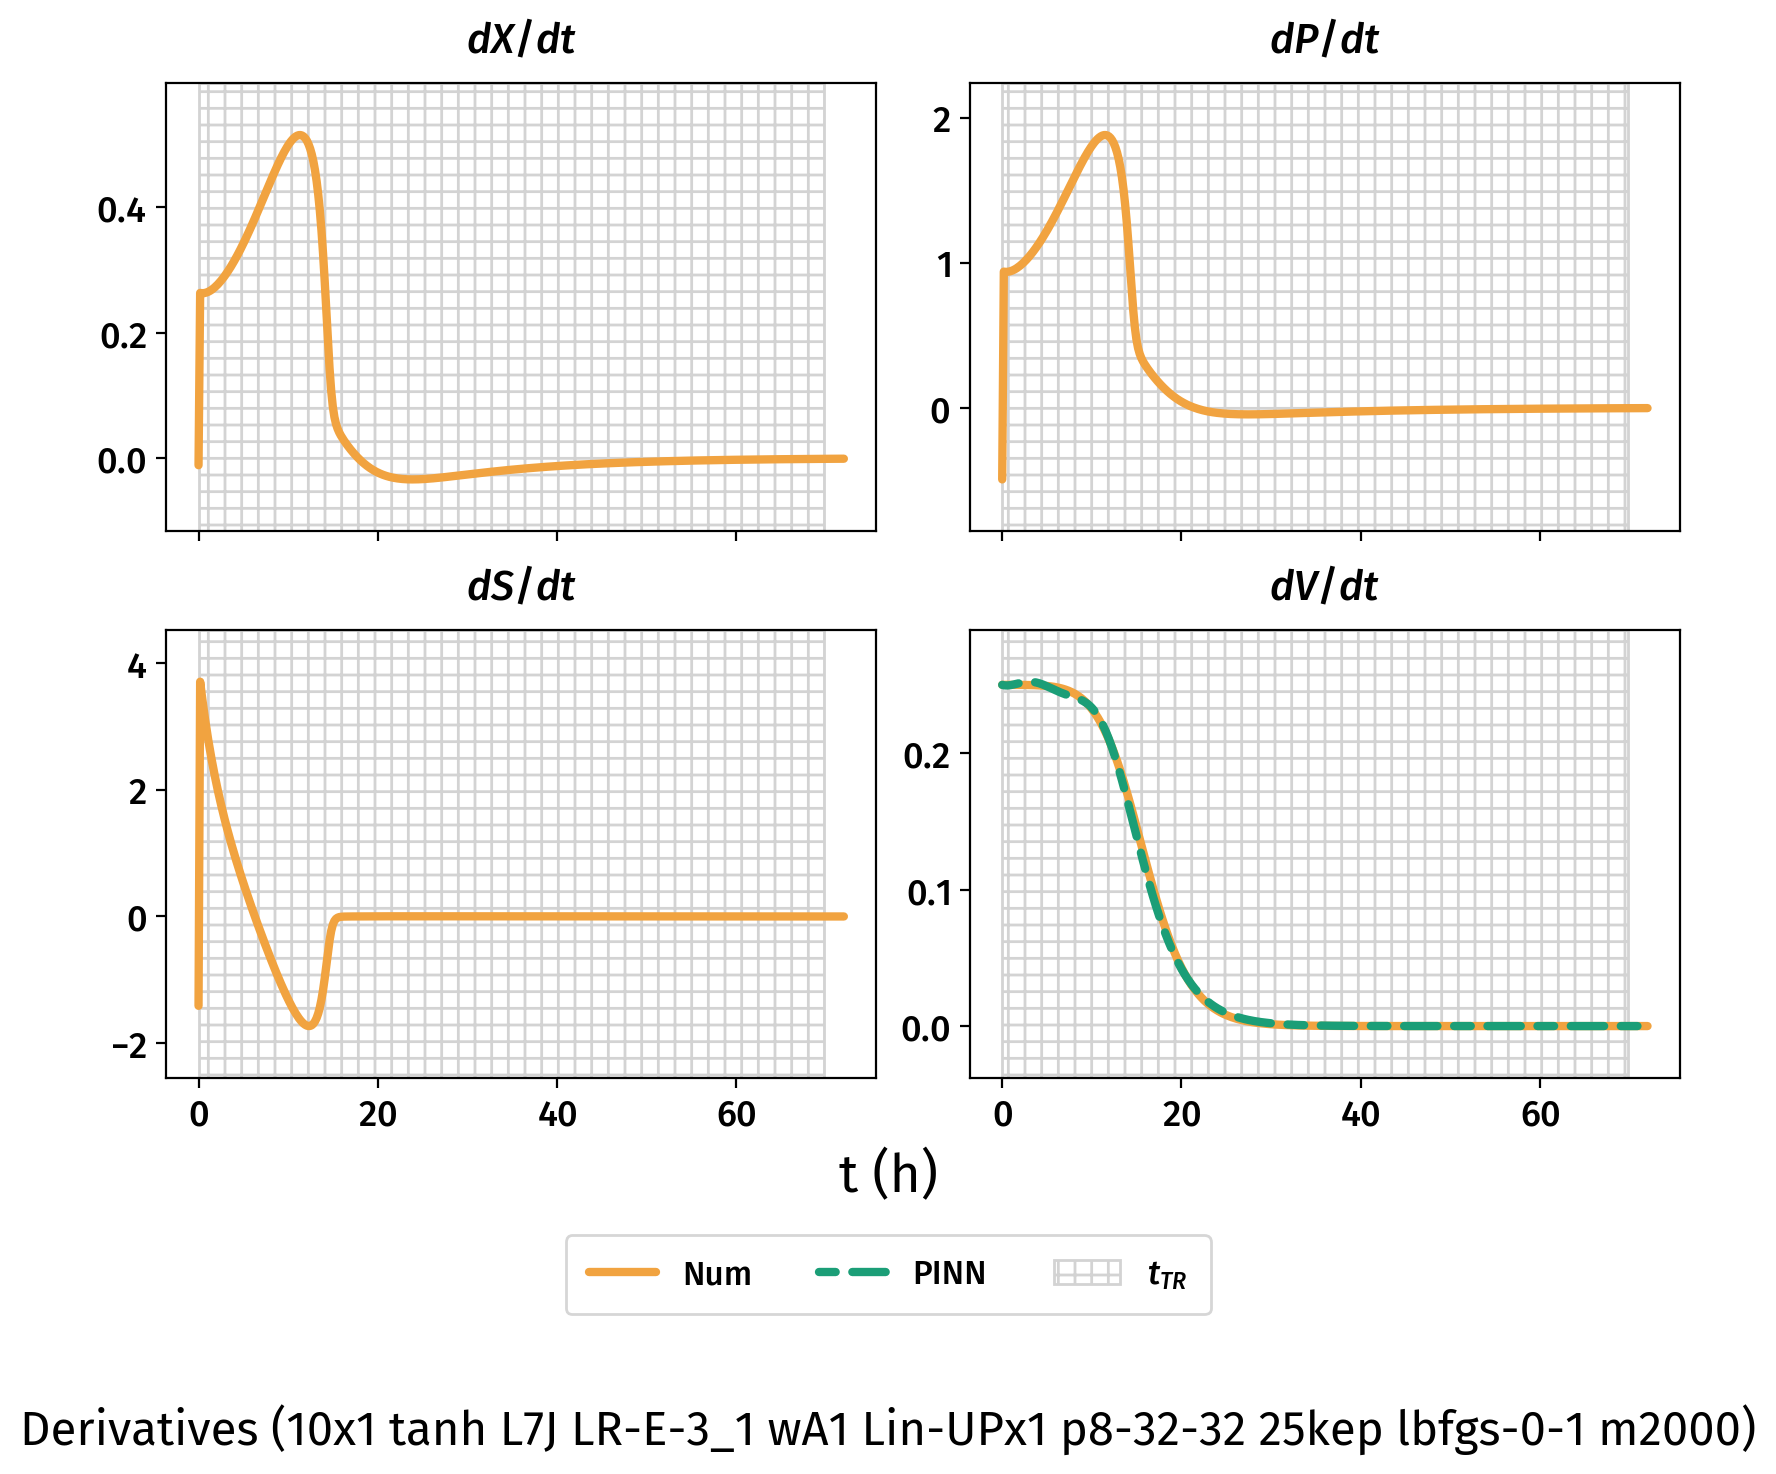 dX/dt
dP/dt
0.4
0.2
0.0
2
1
0
dS/dt
dV/dt
4
2
0
−2
0.2
0.1
0.0
0 20 40 60
0 20 40 60
t (h)
Num PINN tTR
Derivatives (10x1 tanh L7J LR-E-3_1 wA1 Lin-UPx1 p8-32-32 25kep lbfgs-0-1 m2000)